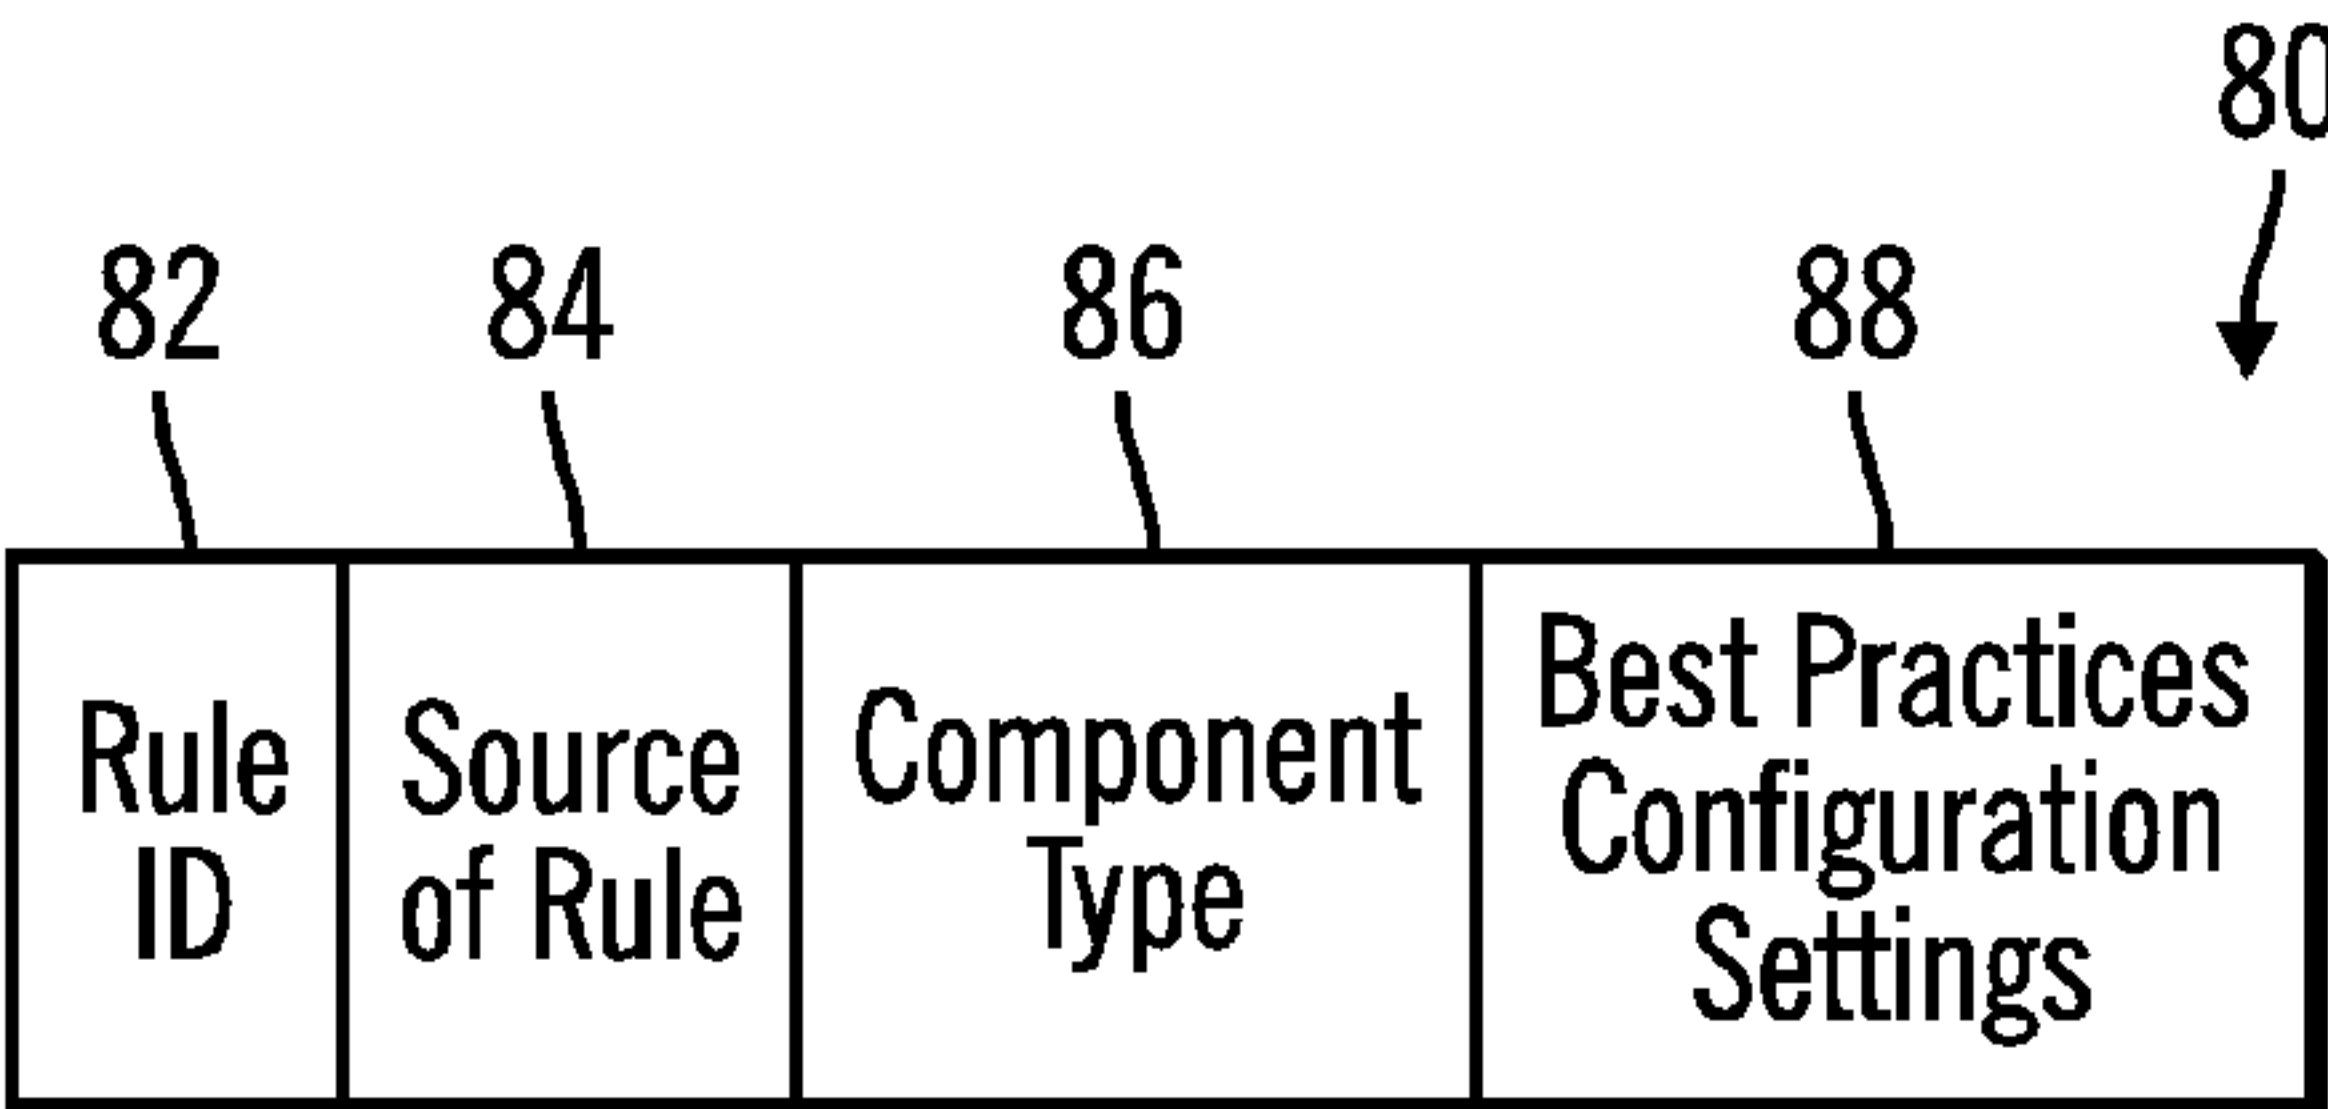 80
82 84 86 88
Rule
ID
Source
of Rule
Component
Type
Best Practices
Configuration
Settings